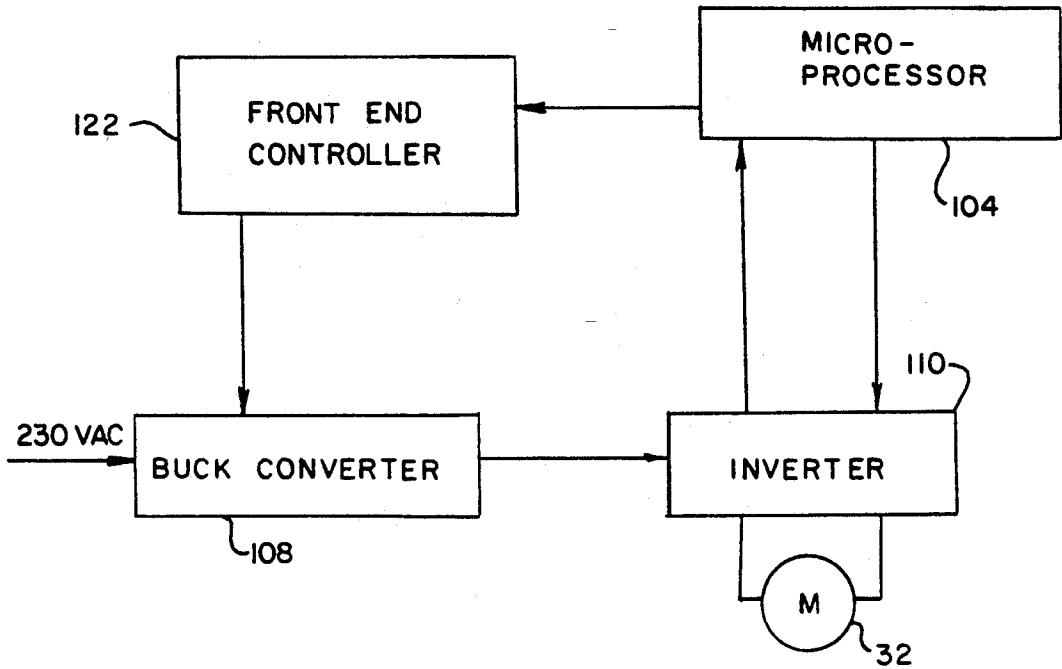 MICRO-
PROCESSOR
FRONT END
CONTROLLER
122
104
110
230 VAC
BUCK CONVERTER
INVERTER
108
M
32